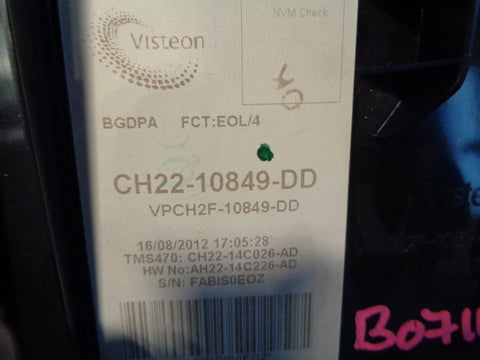 Visteon
NVM Check
BGDPA FCT:EOL/4
CH22-10849-DD
VPCH2F-10849-DD
16/08/2012 17:05:28
TMS470: CH22-14C026-AD
HW No:AH22-14C226-AD
S/N: FABIS0EOZ
Visteon